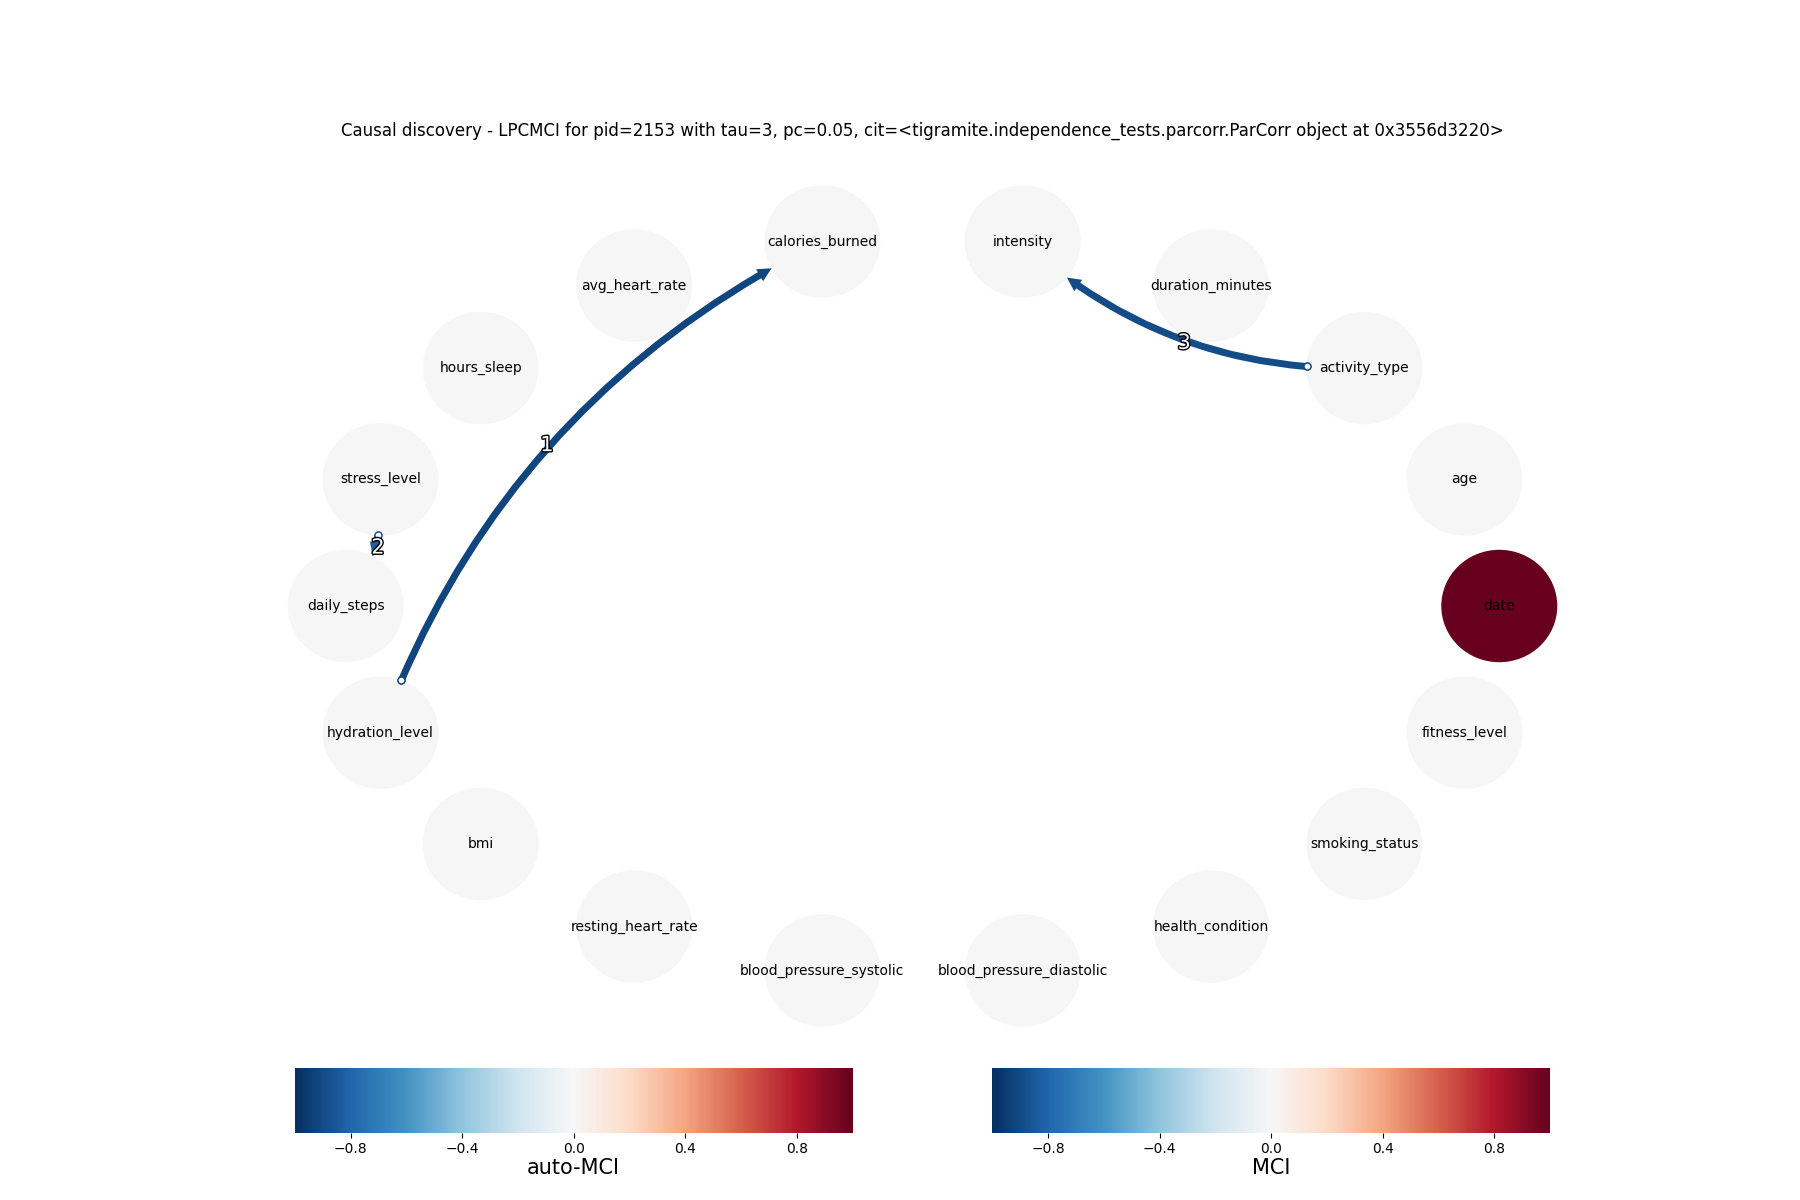 Causal discovery - LPCMCI for pid=2153 with tau=3, pc=0.05, cit=<tigramite.independence_tests.parcorr.ParCorr object at 0x3556d3220>
calories_burned
intensity
avg_heart_rate
duration_minutes
3
hours_sleep
activity_type
1
stress_level
age
2
daily_steps
date
hydration_level
fitness_level
bmi
smoking_status
resting_heart_rate
health_condition
blood_pressure_systolic
blood_pressure_diastolic
−0.8 −0.4 0.0 0.4 0.8
auto-MCI
−0.8 −0.4 0.0 0.4 0.8
MCI